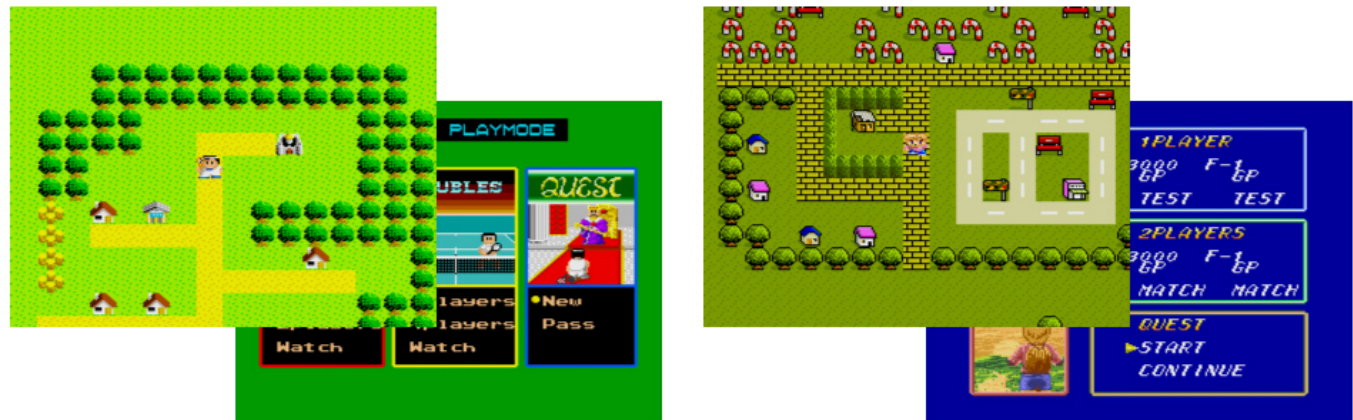 PLAYMODE
UBLES
QUEST
layers
layers
Watch
Watch
New
Pass
1PLAYER
3000 GP
F-1 GP
TEST
TEST
2PLAYERS
3000 GP
F-1 GP
MATCH
MATCH
QUEST
START
CONTINUE